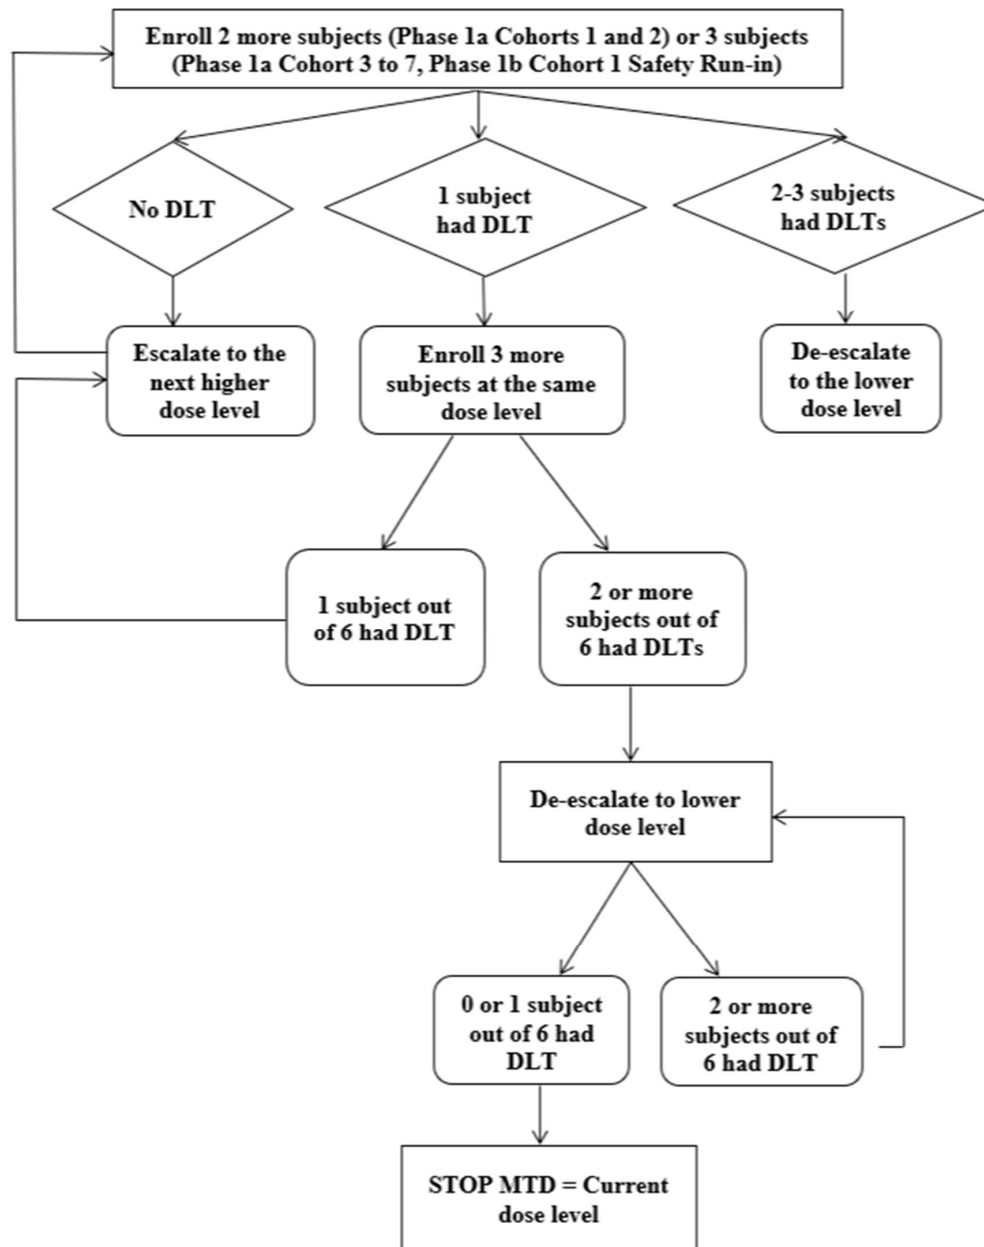 Enroll 2 more subjects (Phase 1a Cohorts 1 and 2) or 3 subjects
(Phase 1a Cohort 3 to 7, Phase 1b Cohort 1 Safety Run-in)
No DLT
1 subject
had DLT
2-3 subjects
had DLTs
Escalate to the
next higher
dose level
Enroll 3 more
subjects at the same
dose level
De-escalate
to the lower
dose level
1 subject out
of 6 had DLT
2 or more
subjects out of
6 had DLTs
De-escalate to lower
dose level
0 or 1 subject
out of 6 had
DLT
2 or more
subjects out of
6 had DLT
STOP MTD = Current
dose level